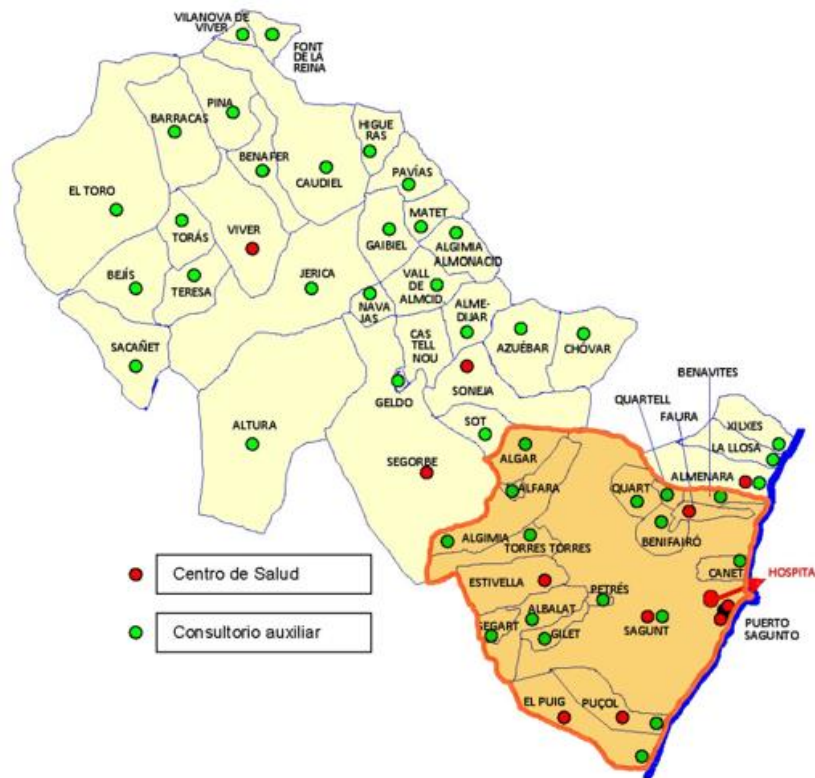 VILANOVA DE
VIVER
FONT
DE LA
REINA
PINA
BARRACAS
HIGUE
RAS
BENAFER
CAUDIEL
PAVÍAS
EL TORO
MATET
TORÁS
VIVER
GAIBIEL
ALGIMIA
ALMONACID
BEJÍS
TERESA
JERICA
VALL
DE
ALMCID
NAVA
JAS
ALME-
DIJAR
CAS
TELL
NOU
AZUÉBAR
CHÓVAR
SACAÑET
SONEJA
GELDO
BENAVITES
QUARTELL
FAURA
ALTURA
SOT
XILXES
LA LLOSA
SEGORBE
ALGAR
ALMENARA
ALFARA
QUART
ALGIMIA
TORRES TORRES
BENIFAIRÓ
CANET
HOSPITA
Centro de Salud
ESTIVELLA
PETRÉS
ALBALAT
SEGART
GILET
SAGUNT
PUERTO
SAGUNTO
Consultorio auxiliar
EL PUIG
PUÇOL